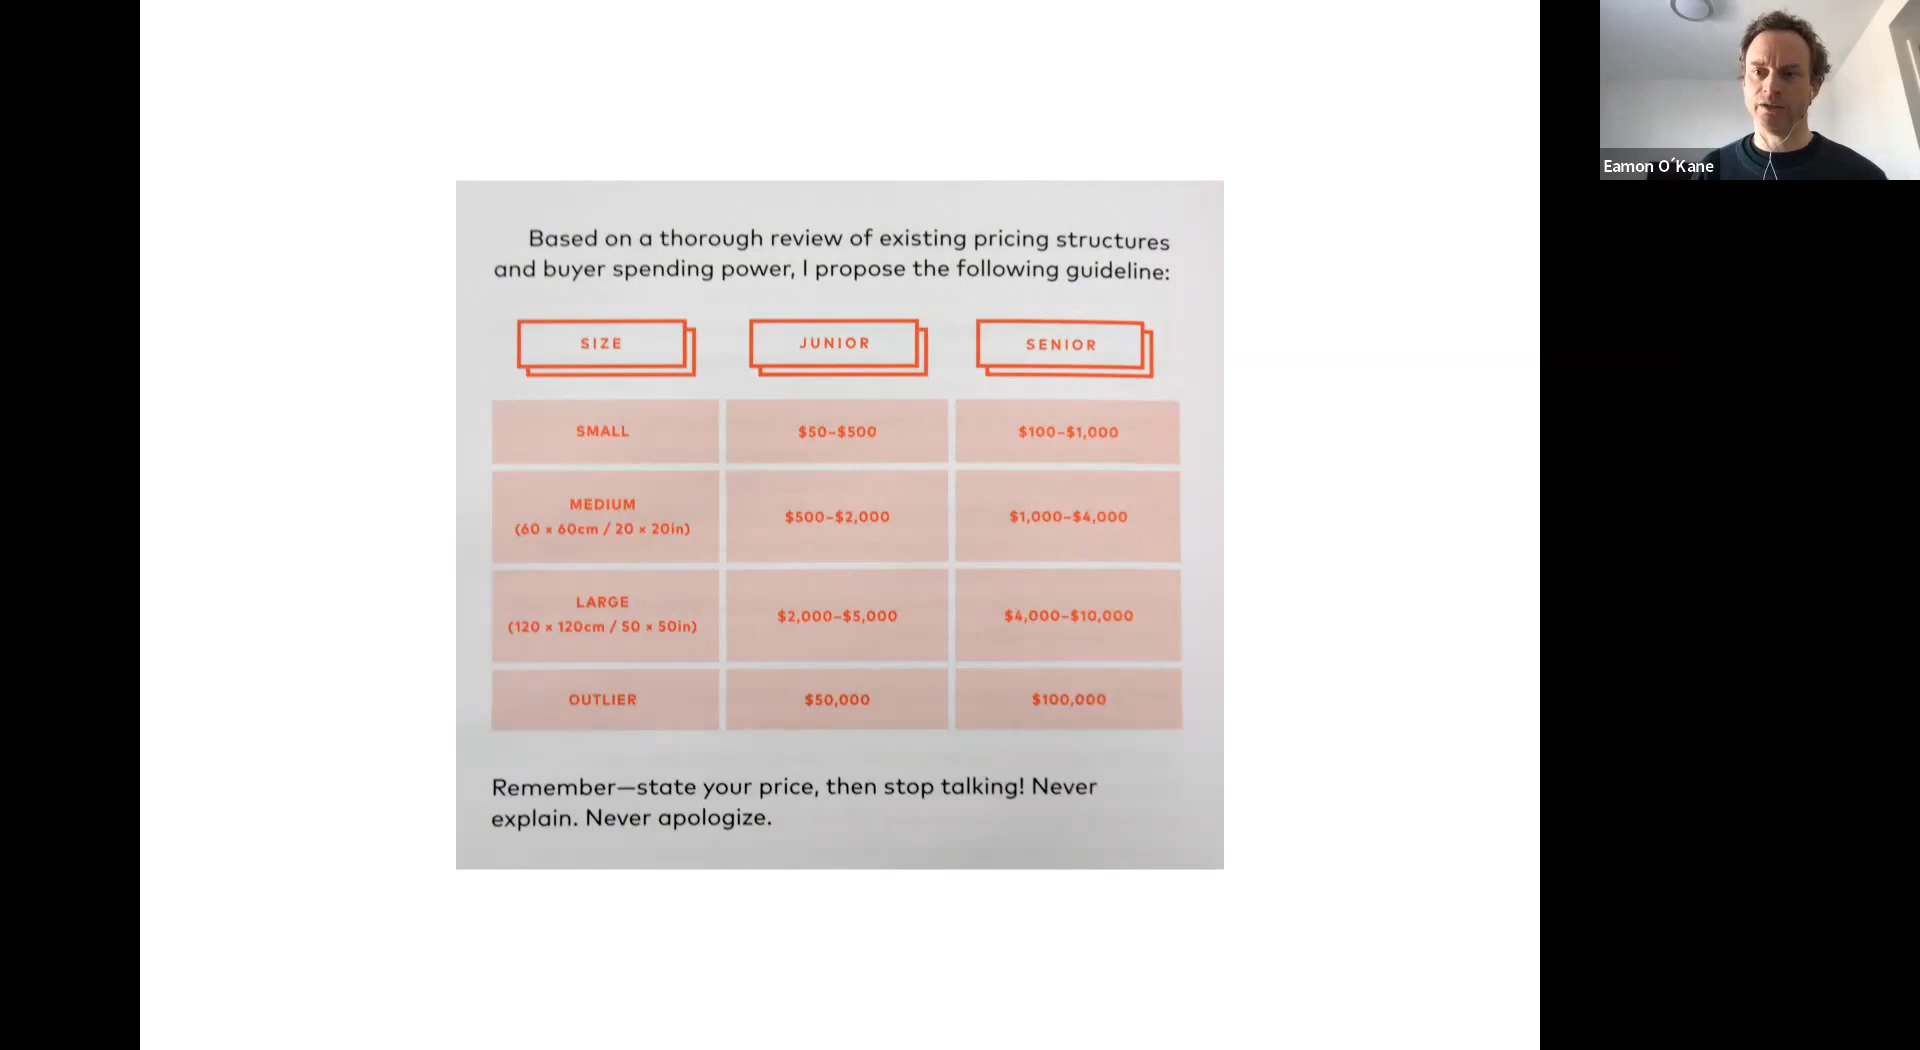 Based on a thorough review of existing pricing structures
and buyer spending power, I propose the following guideline:
SIZE JUNIOR SENIOR
SMALL $50–$500 $100–$1,000
MEDIUM
(60 × 60cm / 20 × 20in) $500–$2,000 $1,000–$4,000
LARGE
(120 × 120cm / 50 × 50in) $2,000–$5,000 $4,000–$10,000
OUTLIER $50,000 $100,000
Remember—state your price, then stop talking! Never
explain. Never apologize.
Eamon O´Kane